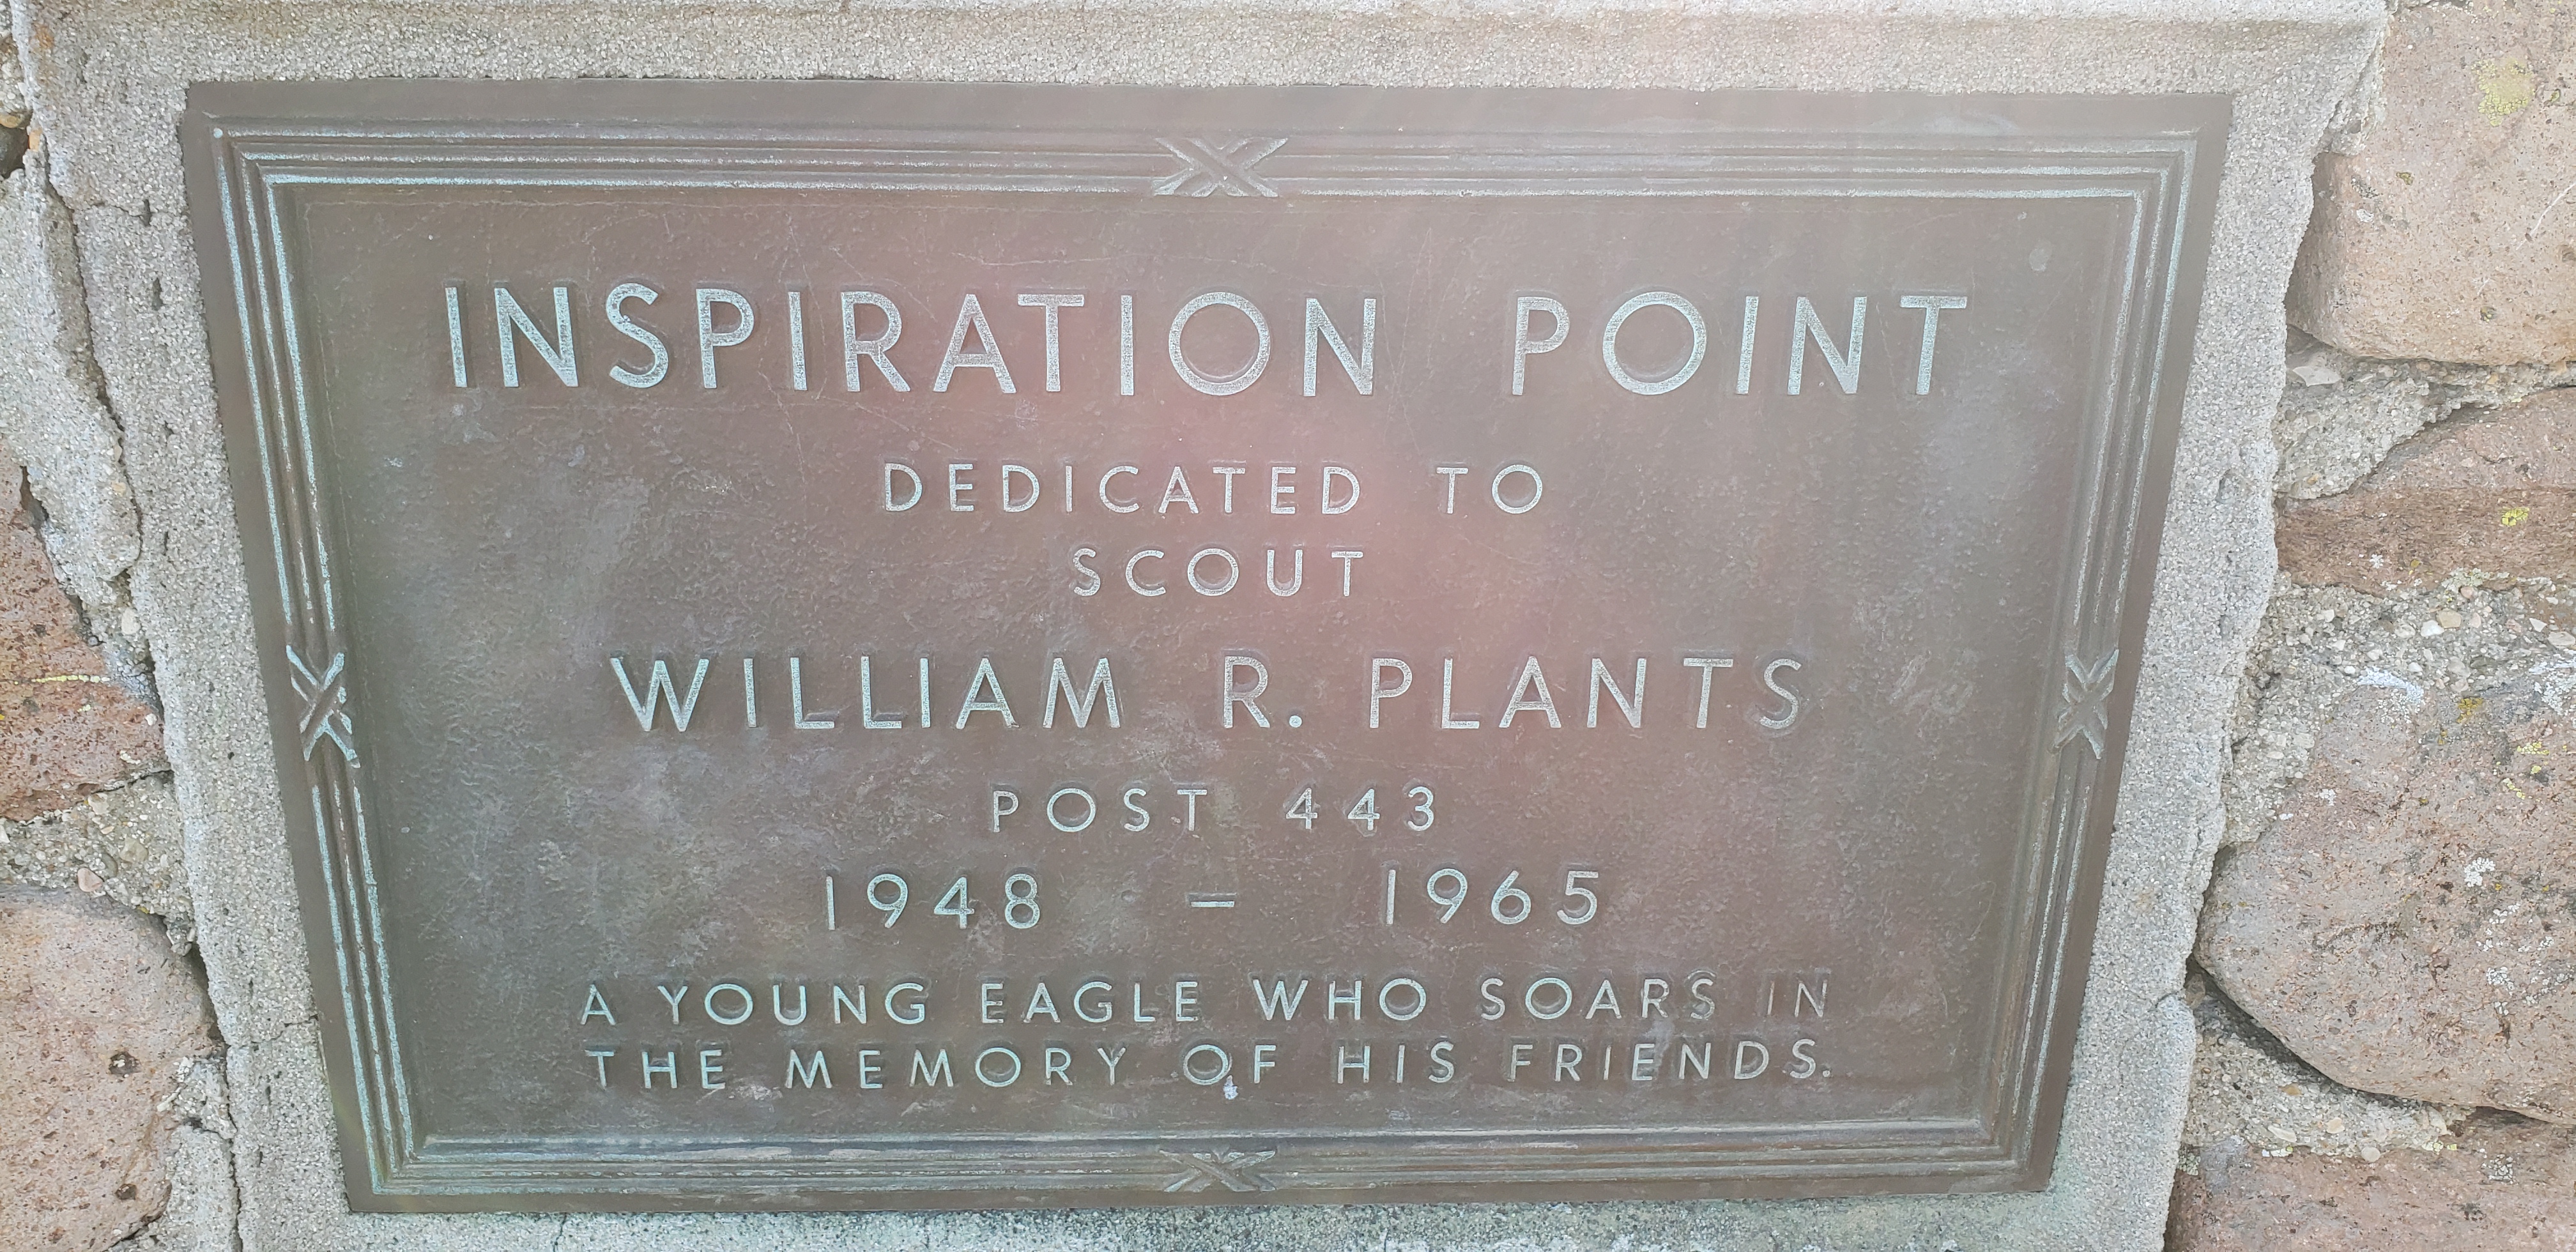 INSPIRATION POINT
DEDICATED TO
SCOUT
WILLIAM R. PLANTS
POST 443
1948 – 1965
A YOUNG EAGLE WHO SOARS IN
THE MEMORY OF HIS FRIENDS.